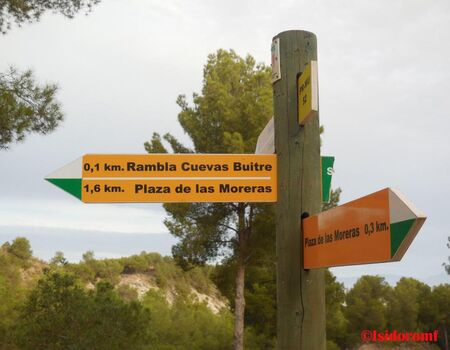 0,1 km. Rambla Cuevas Buitre
1,6 km. Plaza de las Moreras
Plaza de las Moreras 0,3 km.
©Isidoromf